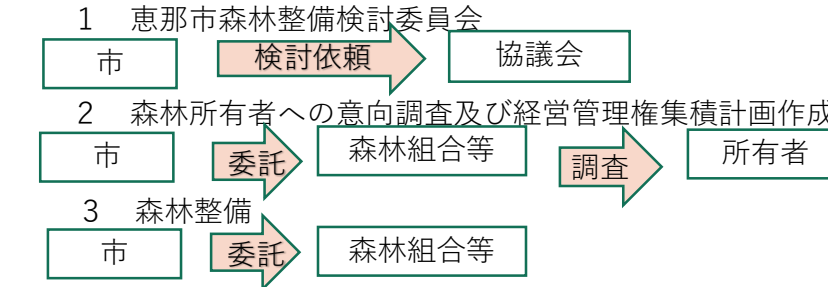 1　恵那市森林整備検討委員会
市　検討依頼　協議会
2　森林所有者への意向調査及び経営管理権集積計画作成
市　委託　森林組合等　調査　所有者
3　森林整備
市　委託　森林組合等